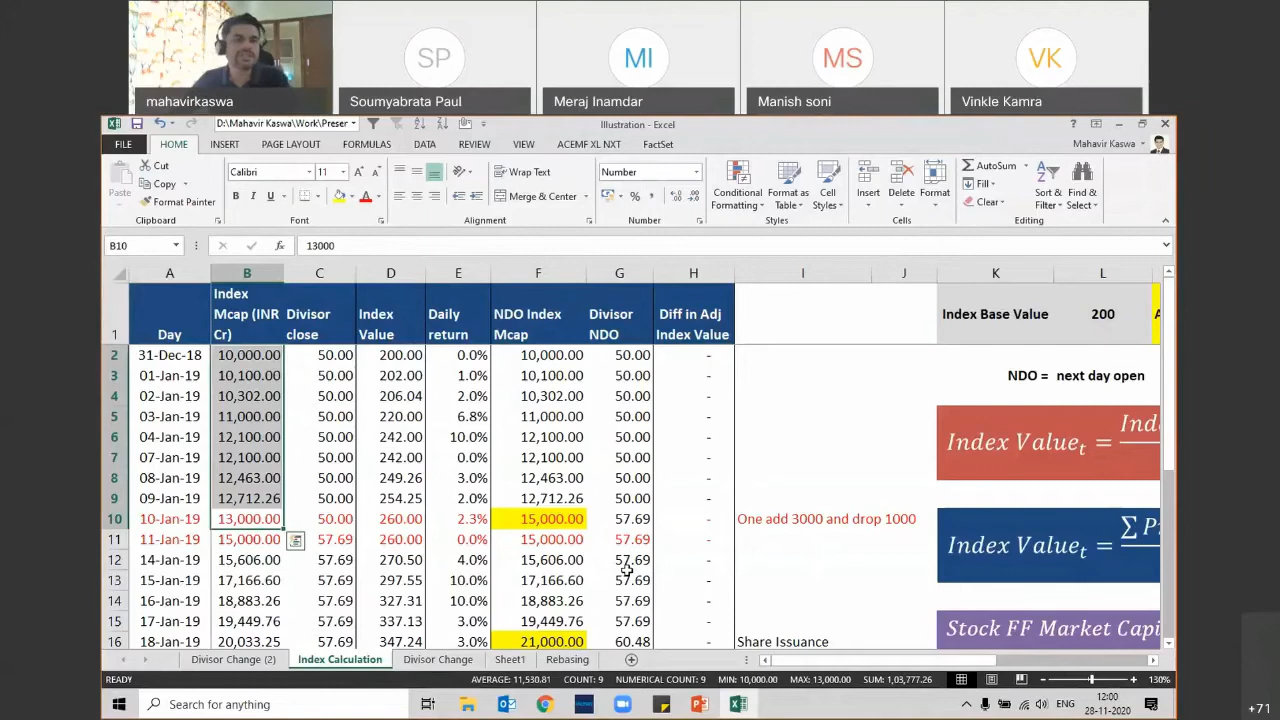 SP
MI
MS
VK
mahavirkaswa
Soumyabrata Paul
Meraj Inamdar
Manish soni
Vinkle Kamra
D:\Mahavir Kaswa\Work\Preser
Illustration - Excel
FILE HOME INSERT PAGE LAYOUT FORMULAS DATA REVIEW VIEW ACEMF XL NXT FactSet
Mahavir Kaswa
Paste
Cut
Copy
Format Painter
Clipboard
Calibri 11
B I U
Font
Wrap Text
Merge & Center
Alignment
Number
Number
Conditional Formatting
Format as Table
Cell Styles
Styles
Insert Delete Format
Cells
AutoSum
Fill
Clear
Sort & Filter
Find & Select
Editing
B10 fx 13000
A B C D E F G H I J K L
1 Day Index Mcap (INR Cr) Divisor close Index Value Daily return NDO Index Mcap Divisor NDO Diff in Adj Index Value Index Base Value 200
2 31-Dec-18 10,000.00 50.00 200.00 0.0% 10,000.00 50.00 -
3 01-Jan-19 10,100.00 50.00 202.00 1.0% 10,100.00 50.00 - NDO = next day open
4 02-Jan-19 10,302.00 50.00 206.04 2.0% 10,302.00 50.00 -
5 03-Jan-19 11,000.00 50.00 220.00 6.8% 11,000.00 50.00 -
6 04-Jan-19 12,100.00 50.00 242.00 10.0% 12,100.00 50.00 -
7 07-Jan-19 12,100.00 50.00 242.00 0.0% 12,100.00 50.00 -
8 08-Jan-19 12,463.00 50.00 249.26 3.0% 12,463.00 50.00 -
9 09-Jan-19 12,712.26 50.00 254.25 2.0% 12,712.26 50.00 -
10 10-Jan-19 13,000.00 50.00 260.00 2.3% 15,000.00 57.69 - One add 3000 and drop 1000
11 11-Jan-19 15,000.00 57.69 260.00 0.0% 15,000.00 57.69 -
12 14-Jan-19 15,606.00 57.69 270.50 4.0% 15,606.00 57.69 -
13 15-Jan-19 17,166.60 57.69 297.55 10.0% 17,166.60 57.69 -
14 16-Jan-19 18,883.26 57.69 327.31 10.0% 18,883.26 57.69 -
15 17-Jan-19 19,449.76 57.69 337.13 3.0% 19,449.76 57.69 -
16 18-Jan-19 20,033.25 57.69 347.24 3.0% 21,000.00 60.48 - Share Issuance
Index Value t =
Index Value t = ∑
Stock FF Market Capi
Divisor Change (2) Index Calculation Divisor Change Sheet1 Rebasing
READY AVERAGE: 11,530.81 COUNT: 9 NUMERICAL COUNT: 9 MIN: 10,000.00 MAX: 13,000.00 SUM: 1,03,777.26 130%
Search for anything
ENG
12:00
28-11-2020
+71